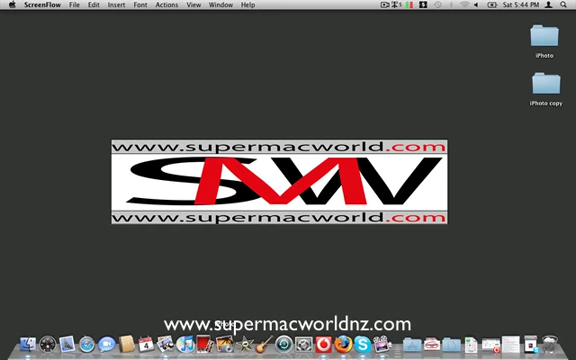 ScreenFlow File Edit Insert Font Actions View Window Help Sat 5:44 PM
iPhoto
iPhoto copy
www.supermacworld.com
SMW
www.supermacworld.com
www.supermacworldnz.com
4